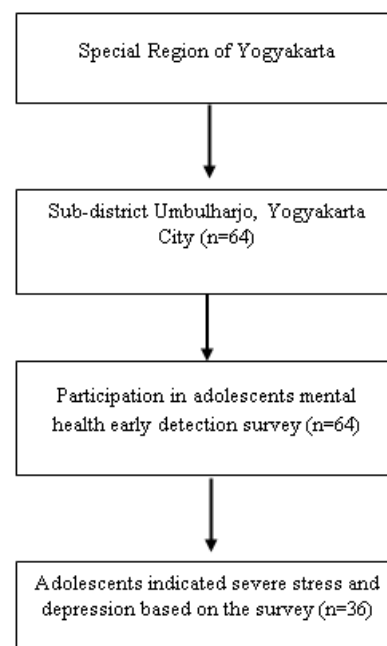 Special Region of Yogyakarta
Sub-district Umbulharjo, Yogyakarta
City (n=64)
Participation in adolescents mental
health early detection survey (n=64)
Adolescents indicated severe stress and
depression based on the survey (n=36)